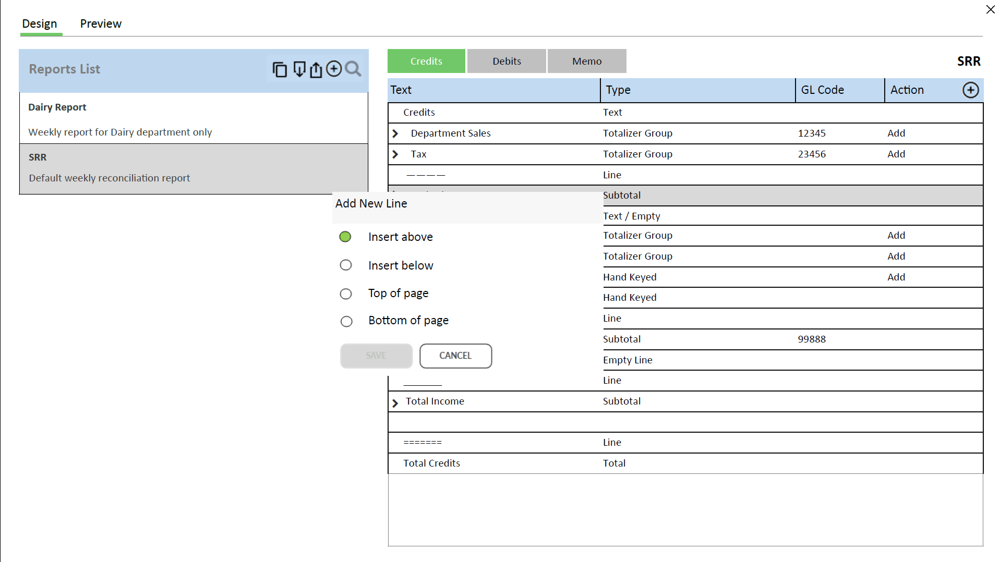 Design Preview
Reports List
Dairy Report
Weekly report for Dairy department only
SRR
Default weekly reconciliation report
Credits Debits Memo SRR
Text Type GL Code Action
Credits Text
Department Sales Totalizer Group 12345 Add
Tax Totalizer Group 23456 Add
———— Line
Subtotal
Text / Empty
Totalizer Group Add
Totalizer Group Add
Hand Keyed Add
Hand Keyed
Line
Subtotal 99888
Empty Line
_______ Line
Total Income Subtotal
======= Line
Total Credits Total
Add New Line
Insert above
Insert below
Top of page
Bottom of page
SAVE CANCEL